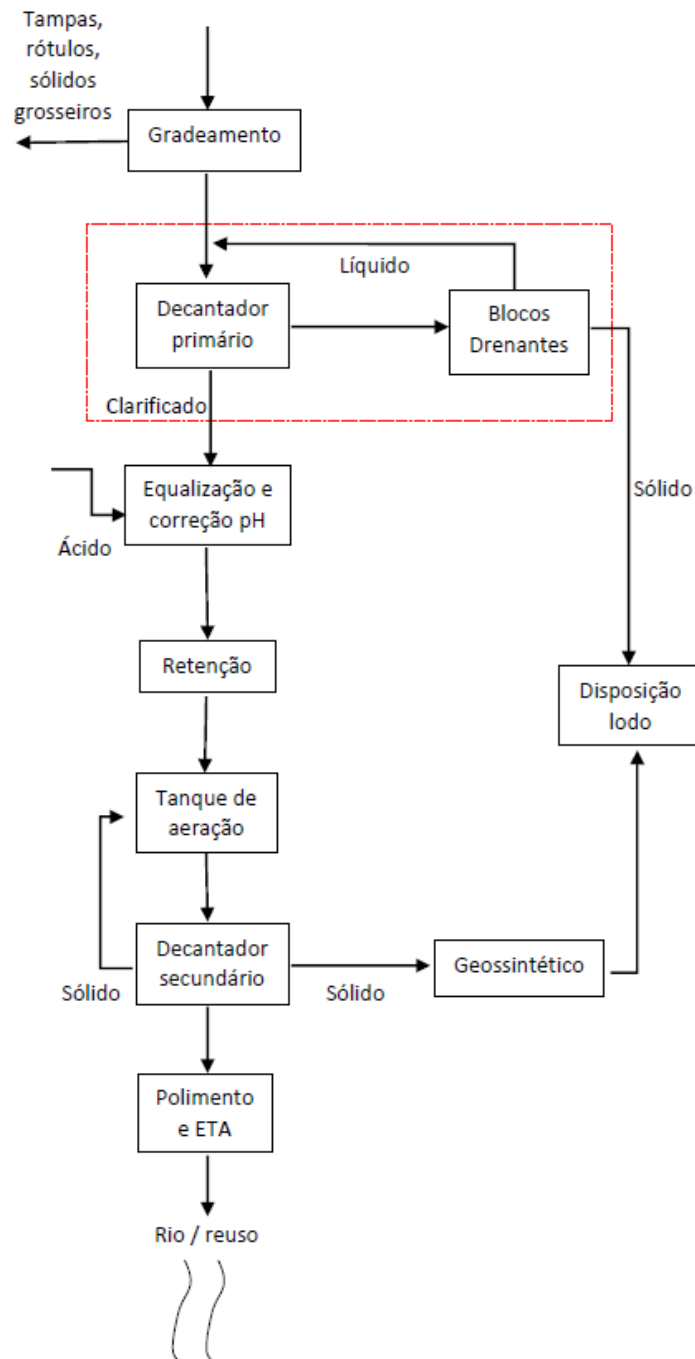 Tampas,
rótulos,
sólidos
grosseiros
Gradeamento
Líquido
Decantador
primário
Blocos
Drenantes
Clarificado
Equalização e
correção pH
Ácido
Sólido
Retenção
Disposição
lodo
Tanque de
aeração
Decantador
secundário
Geossintético
Sólido
Sólido
Polimento
e ETA
Rio / reuso